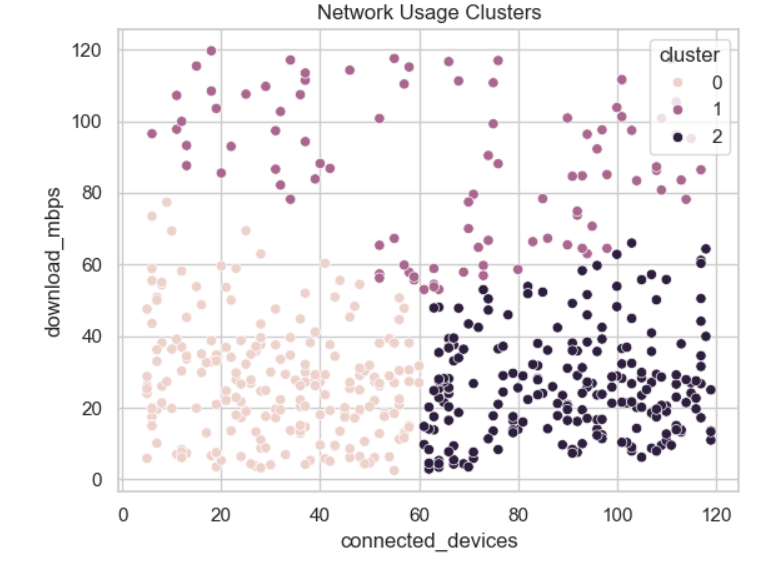 Network Usage Clusters
120
100
80
60
40
20
0
download_mbps
cluster
0
1
2
0 20 40 60 80 100 120
connected_devices